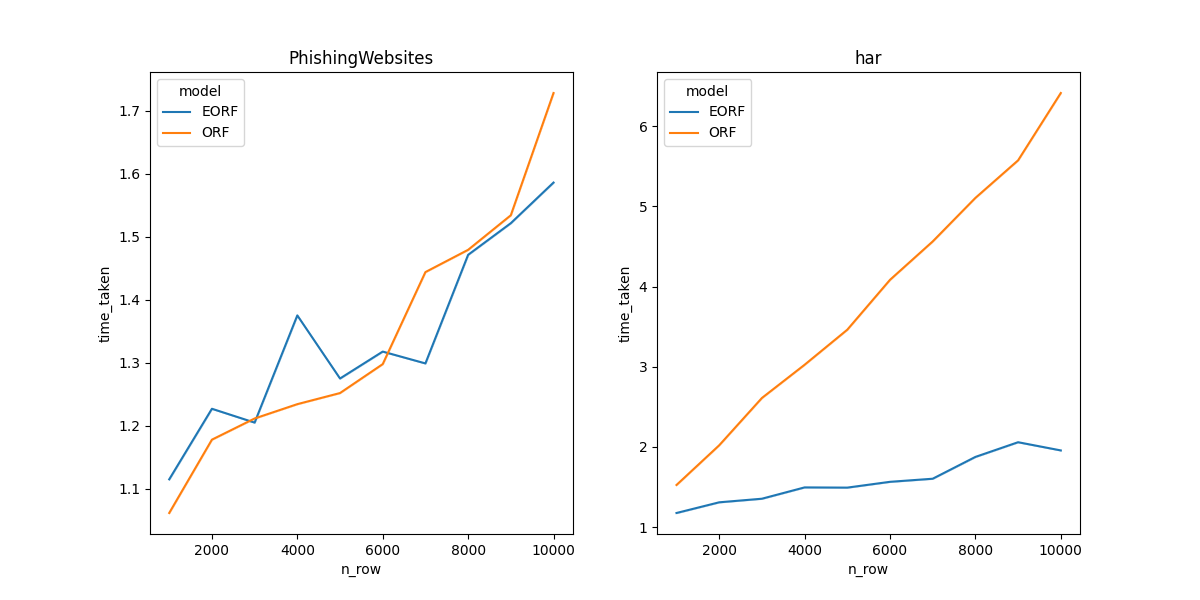 PhishingWebsites
model
EORF
ORF
time_taken
1.7
1.6
1.5
1.4
1.3
1.2
1.1
2000 4000 6000 8000 10000
n_row
har
model
EORF
ORF
time_taken
6
5
4
3
2
1
2000 4000 6000 8000 10000
n_row